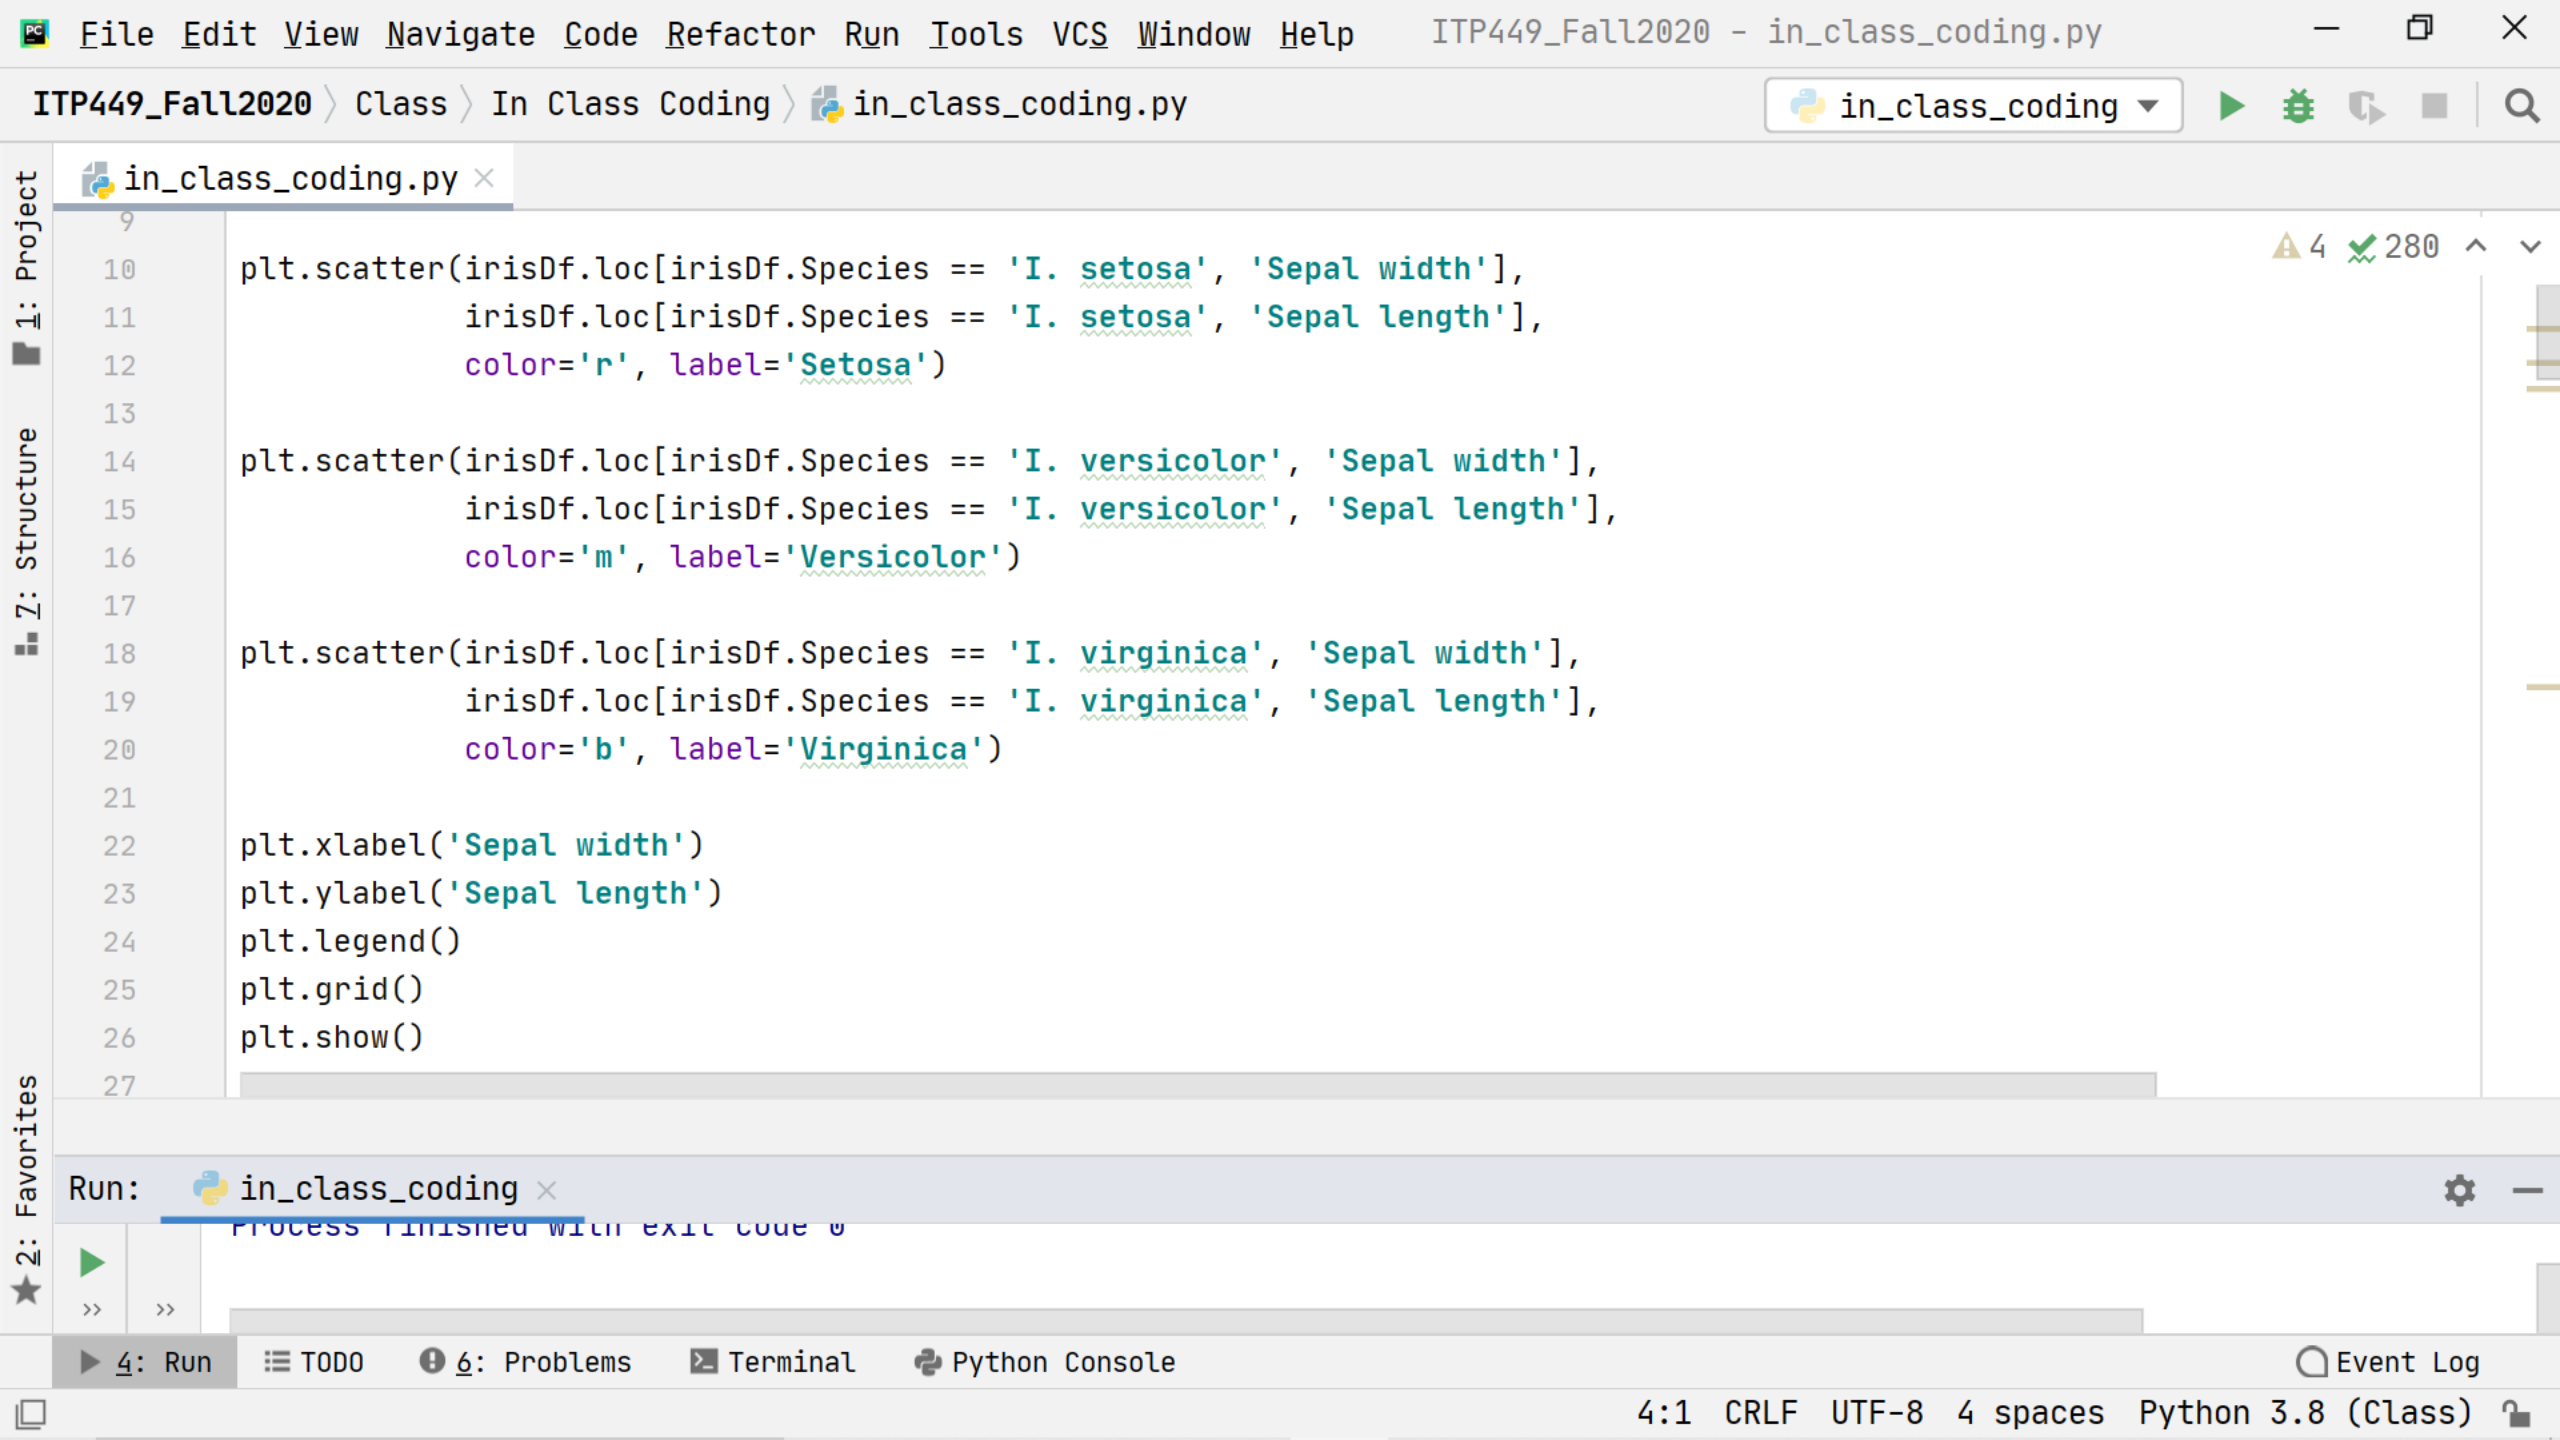 File Edit View Navigate Code Refactor Run Tools VCS Window Help ITP449_Fall2020 - in_class_coding.py
ITP449_Fall2020 Class In Class Coding in_class_coding.py in_class_coding
in_class_coding.py
1: Project
7: Structure
2: Favorites
4 280
9
10 plt.scatter(irisDf.loc[irisDf.Species == 'I. setosa', 'Sepal width'],
11 irisDf.loc[irisDf.Species == 'I. setosa', 'Sepal length'],
12 color='r', label='Setosa')
13
14 plt.scatter(irisDf.loc[irisDf.Species == 'I. versicolor', 'Sepal width'],
15 irisDf.loc[irisDf.Species == 'I. versicolor', 'Sepal length'],
16 color='m', label='Versicolor')
17
18 plt.scatter(irisDf.loc[irisDf.Species == 'I. virginica', 'Sepal width'],
19 irisDf.loc[irisDf.Species == 'I. virginica', 'Sepal length'],
20 color='b', label='Virginica')
21
22 plt.xlabel('Sepal width')
23 plt.ylabel('Sepal length')
24 plt.legend()
25 plt.grid()
26 plt.show()
27
Run: in_class_coding
Process finished with exit code 0
4: Run TODO 6: Problems Terminal Python Console Event Log
4:1 CRLF UTF-8 4 spaces Python 3.8 (Class)